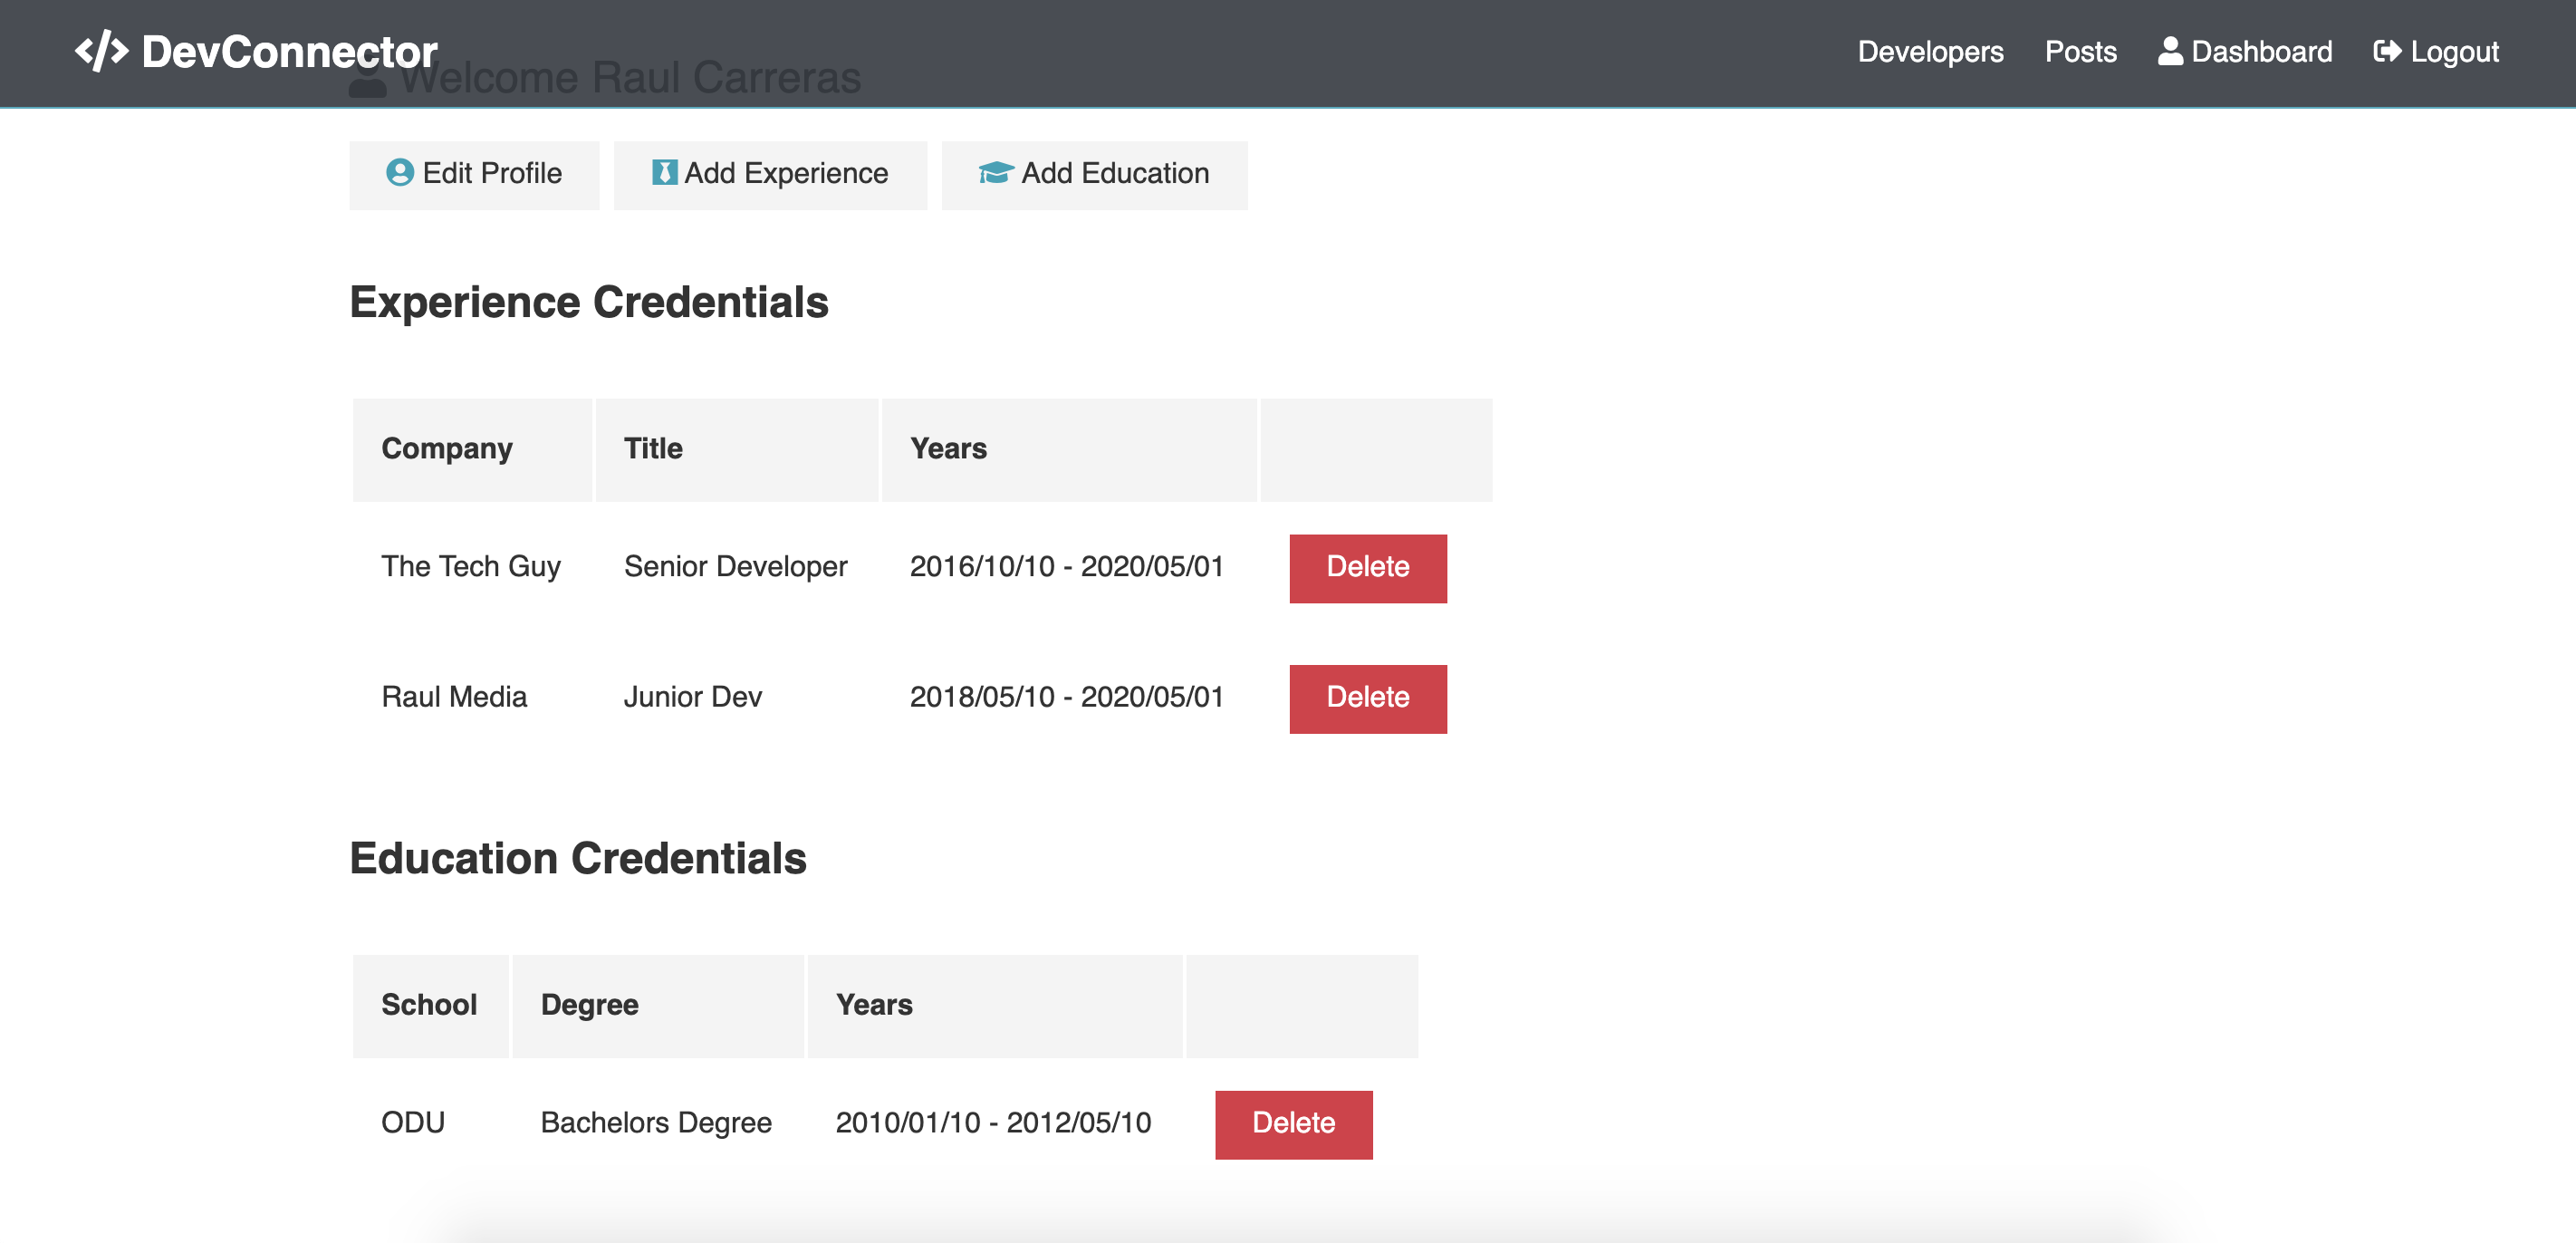 DevConnector
Developers Posts Dashboard Logout
Welcome Raul Carreras
Edit Profile Add Experience Add Education
Experience Credentials
Company Title Years
The Tech Guy Senior Developer 2016/10/10 - 2020/05/01 Delete
Raul Media Junior Dev 2018/05/10 - 2020/05/01 Delete
Education Credentials
School Degree Years
ODU Bachelors Degree 2010/01/10 - 2012/05/10 Delete